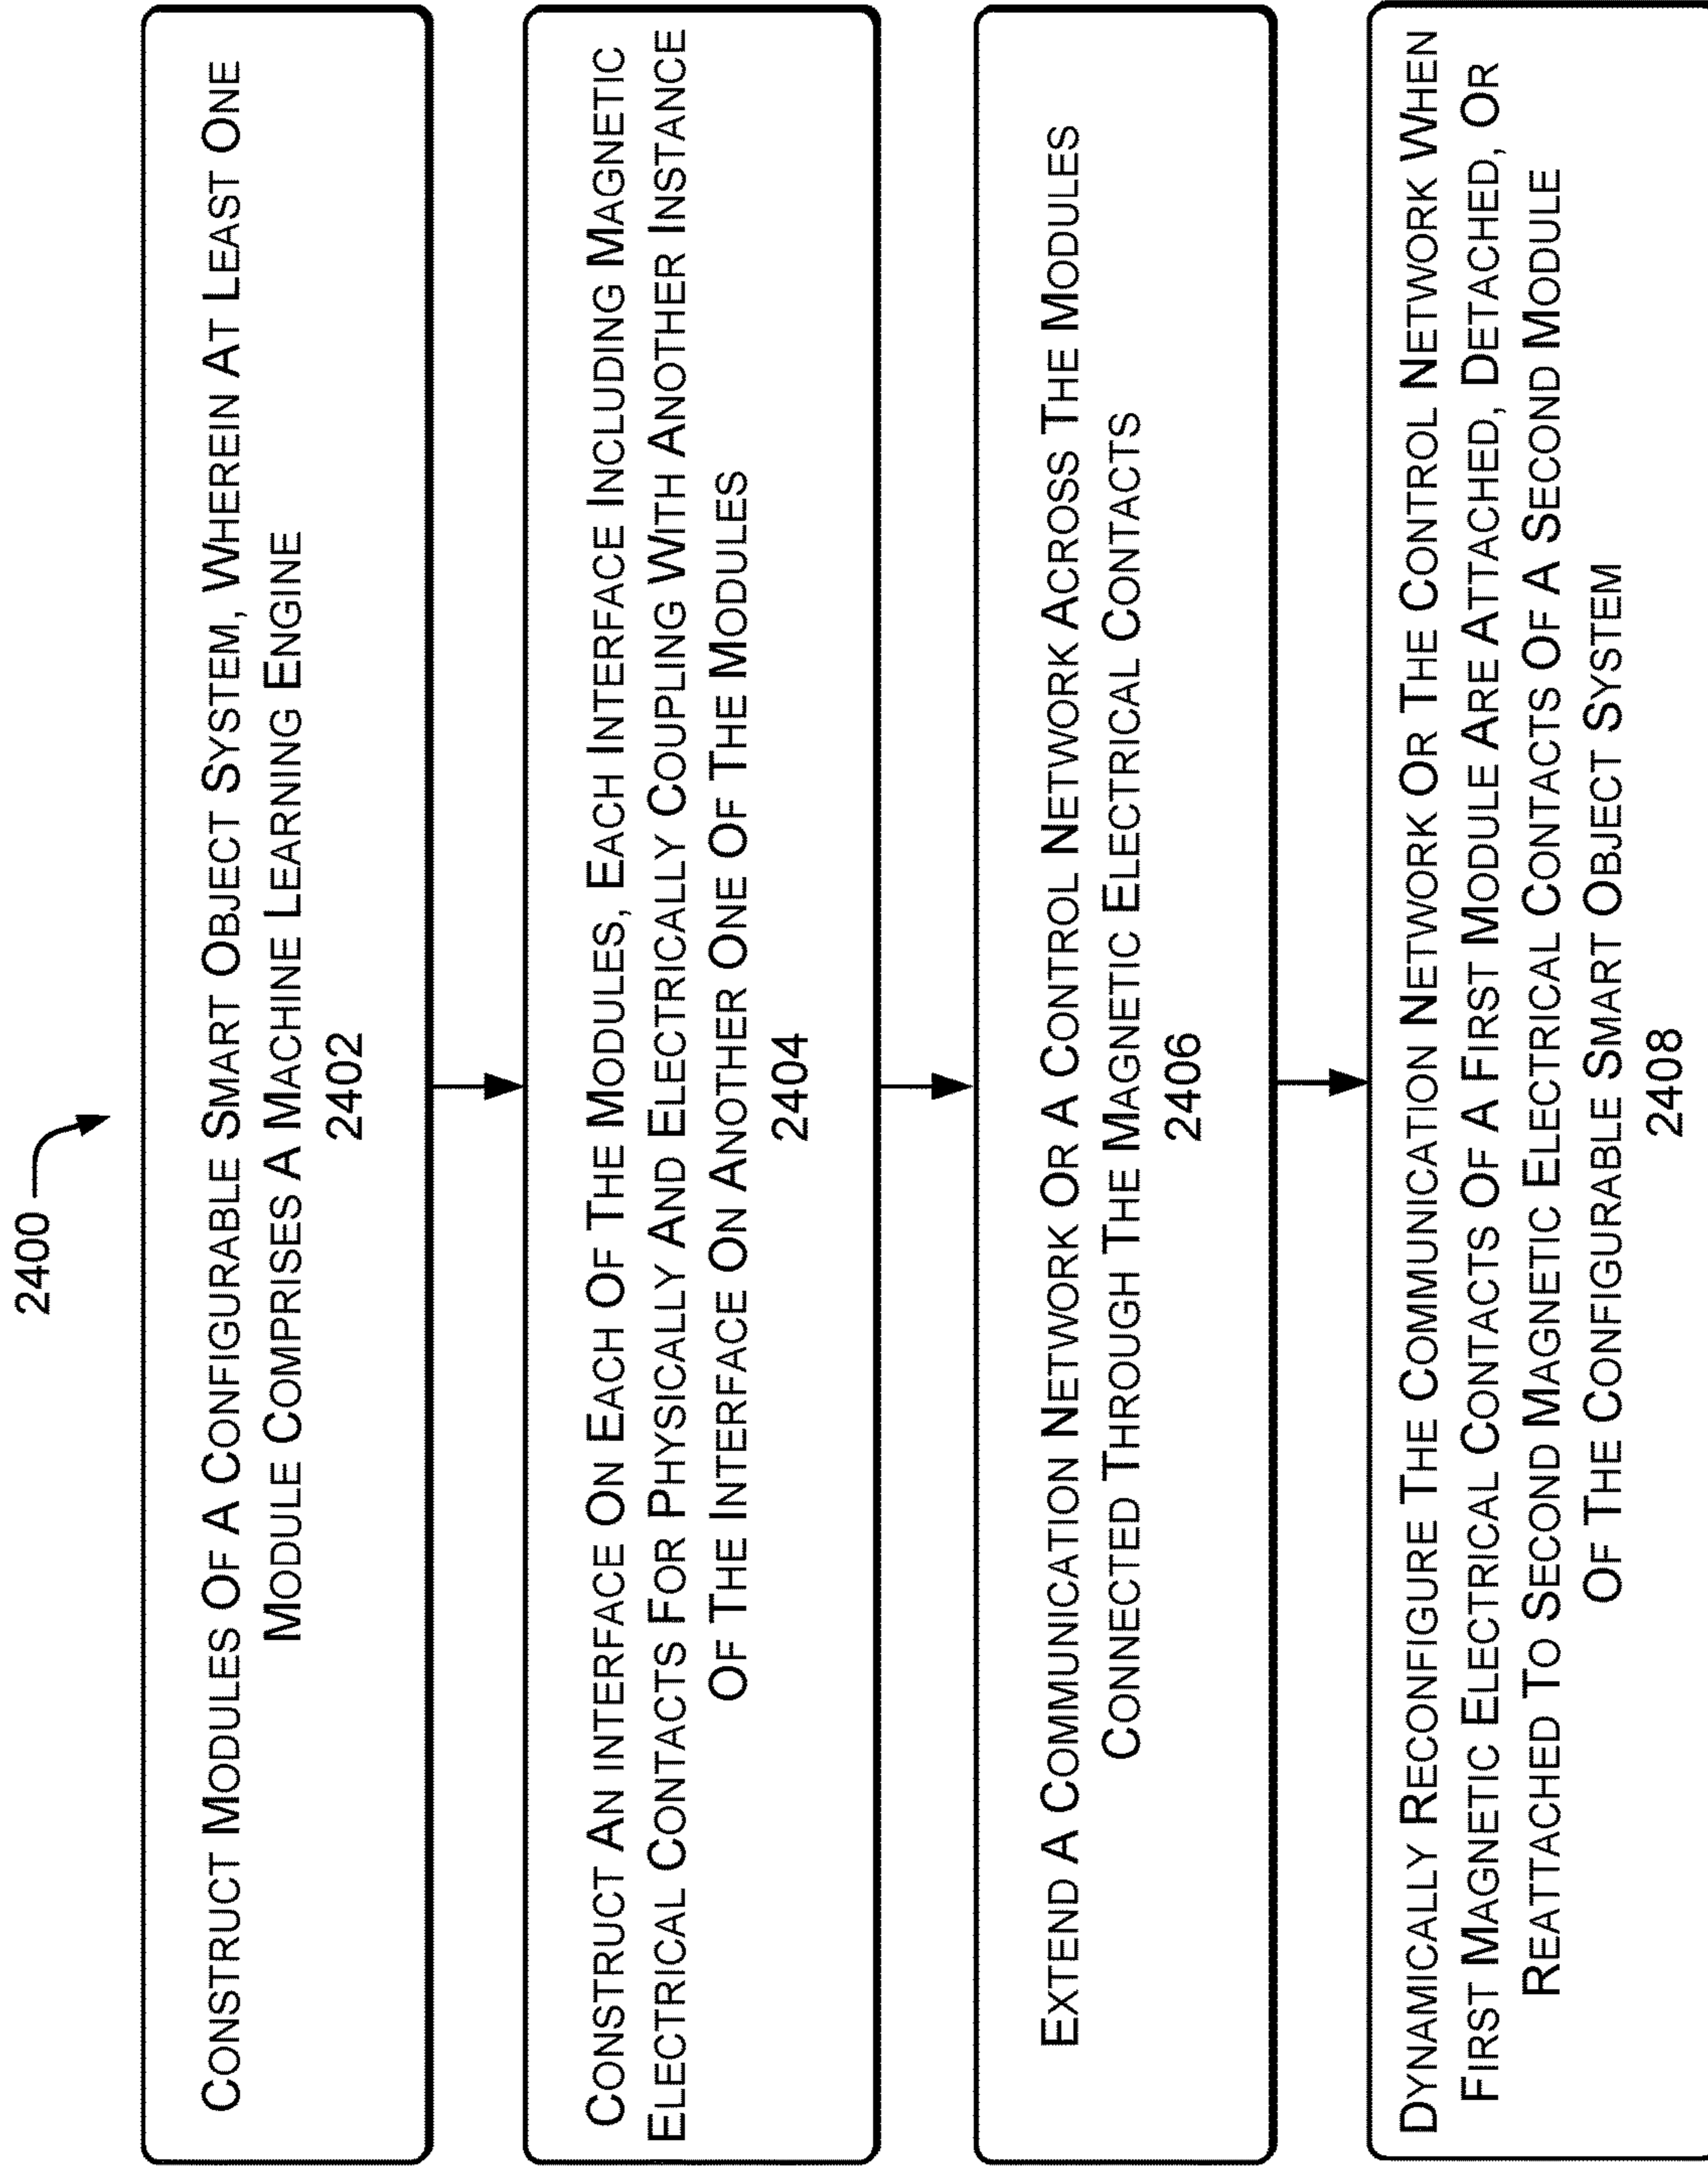 2400
CONSTRUCT MODULES OF A CONFIGURABLE SMART OBJECT SYSTEM, WHEREIN AT LEAST ONE
MODULE COMPRISES A MACHINE LEARNING ENGINE
2402
CONSTRUCT AN INTERFACE ON EACH OF THE MODULES, EACH INTERFACE INCLUDING MAGNETIC
ELECTRICAL CONTACTS FOR PHYSICALLY AND ELECTRICALLY COUPLING WITH ANOTHER INSTANCE
OF THE INTERFACE ON ANOTHER ONE OF THE MODULES
2404
EXTEND A COMMUNICATION NETWORK OR A CONTROL NETWORK ACROSS THE MODULES
CONNECTED THROUGH THE MAGNETIC ELECTRICAL CONTACTS
2406
DYNAMICALLY RECONFIGURE THE COMMUNICATION NETWORK OR THE CONTROL NETWORK WHEN
FIRST MAGNETIC ELECTRICAL CONTACTS OF A FIRST MODULE ARE ATTACHED, DETACHED, OR
REATTACHED TO SECOND MAGNETIC ELECTRICAL CONTACTS OF A SECOND MODULE
OF THE CONFIGURABLE SMART OBJECT SYSTEM
2408